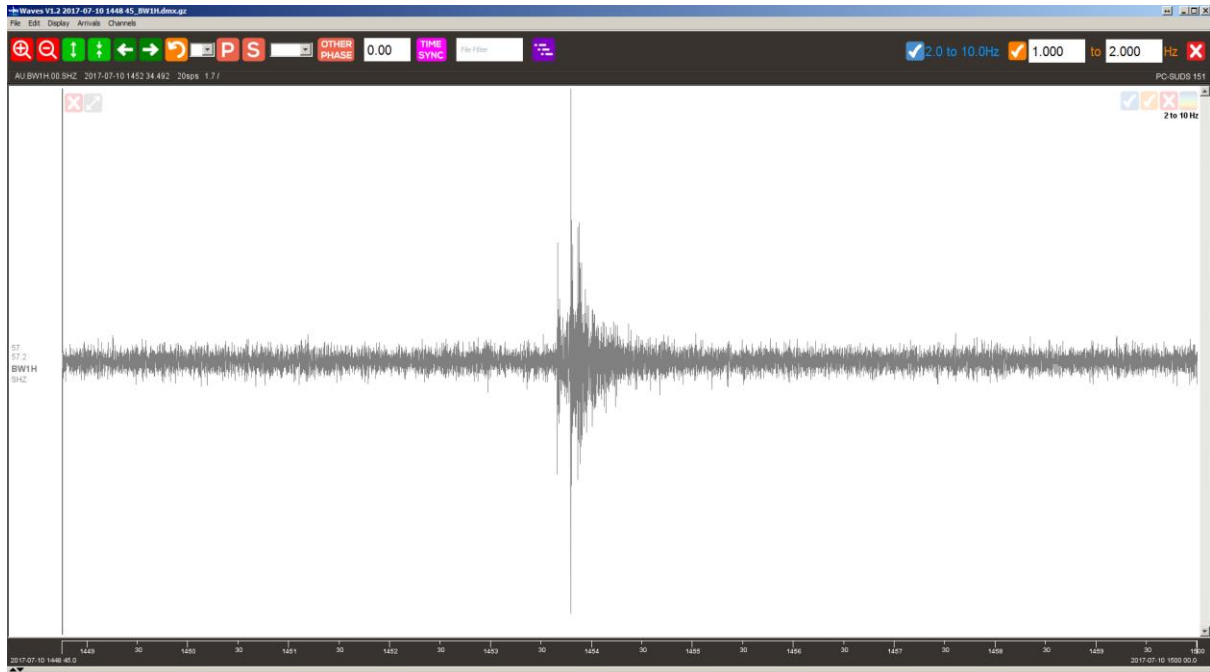 Waves V1.2 2017-07-10 1448 45_BW1H.dmx.gz
File Edit Display Arrivals Channels
P S OTHER PHASE 0.00 TIME SYNC File Filter 2.0 to 10.0Hz 1.000 to 2.000 Hz
AU.BW1H.00.SHZ 2017-07-10 1452 34.492 20sps 1.7 / PC-SUDS 151
2 to 10 Hz
57
57.2
BW1H
SHZ
1449 30 1450 30 1451 30 1452 30 1453 30 1454 30 1455 30 1456 30 1457 30 1458 30 1459 30 1500
2017-07-10 1448 45.0 2017-07-10 1500 00.0